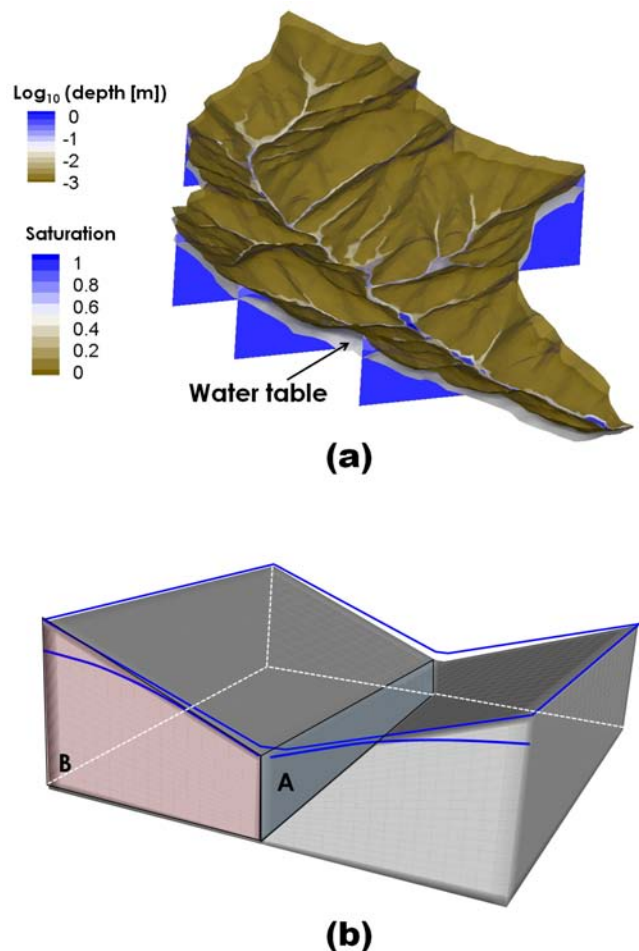 Log₁₀ (depth [m])
0
-1
-2
-3
Saturation
1
0.8
0.6
0.4
0.2
0
Water table
(a)
B
A
(b)